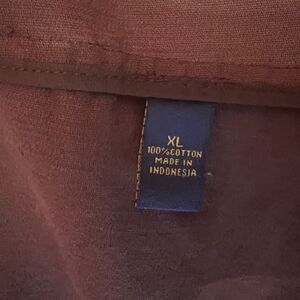 XL
100% COTTON
MADE IN
INDONESIA